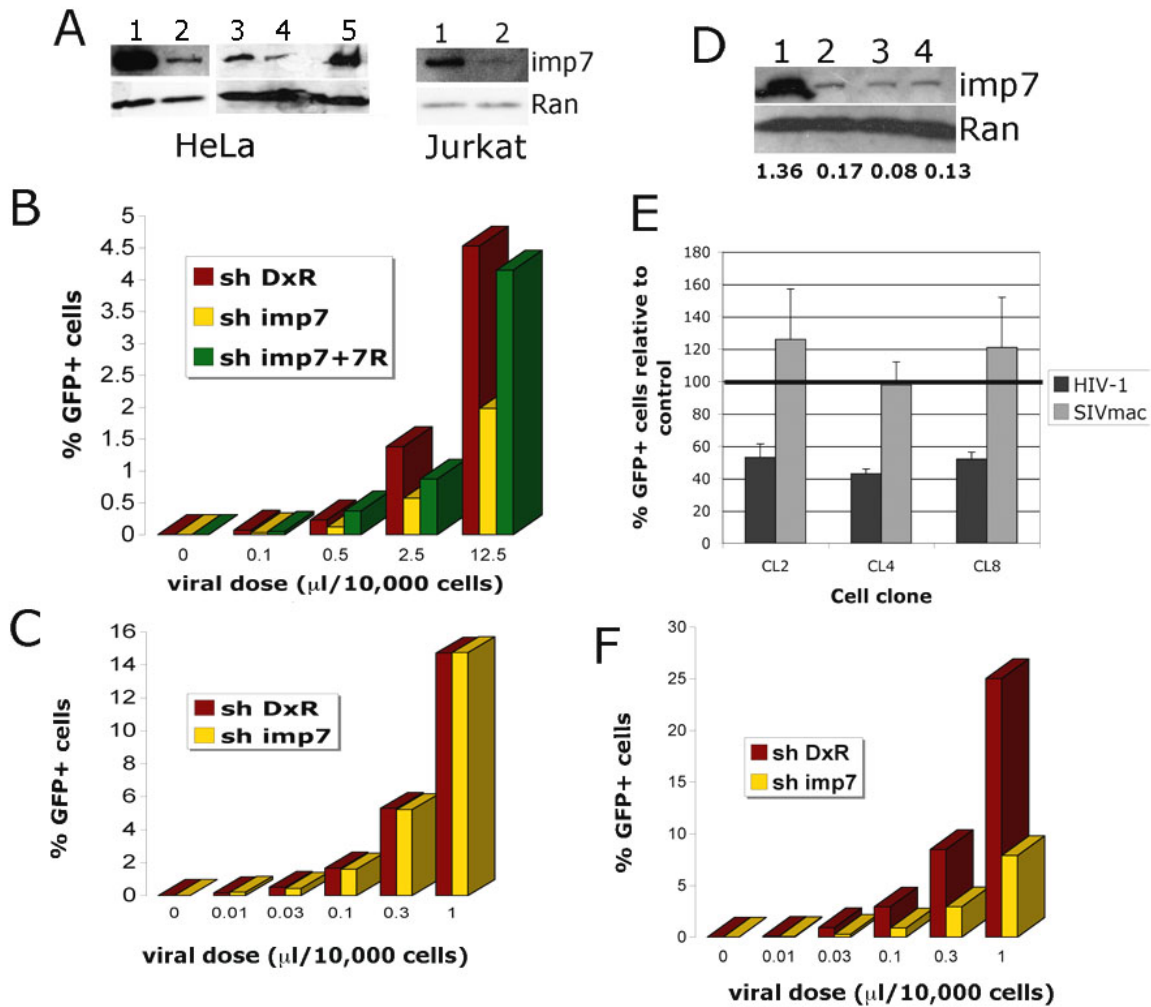 A
1 2 3 4 5
1 2
imp7
Ran
HeLa
Jurkat
D
1 2 3 4
imp7
Ran
1.36 0.17 0.08 0.13
B
5
4.5
4
3.5
3
2.5
2
1.5
1
0.5
0
% GFP+ cells
sh DxR
sh imp7
sh imp7+7R
0 0.1 0.5 2.5 12.5
viral dose (μl/10,000 cells)
E
180
160
140
120
100
80
60
40
20
0
% GFP+ cells relative to
control
HIV-1
SIVmac
CL2 CL4 CL8
Cell clone
C
16
14
12
10
8
6
4
2
0
% GFP+ cells
sh DxR
sh imp7
0 0.01 0.03 0.1 0.3 1
viral dose (μl/10,000 cells)
F
30
25
20
15
10
5
0
% GFP+ cells
sh DxR
sh imp7
0 0.01 0.03 0.1 0.3 1
viral dose (μl/10,000 cells)